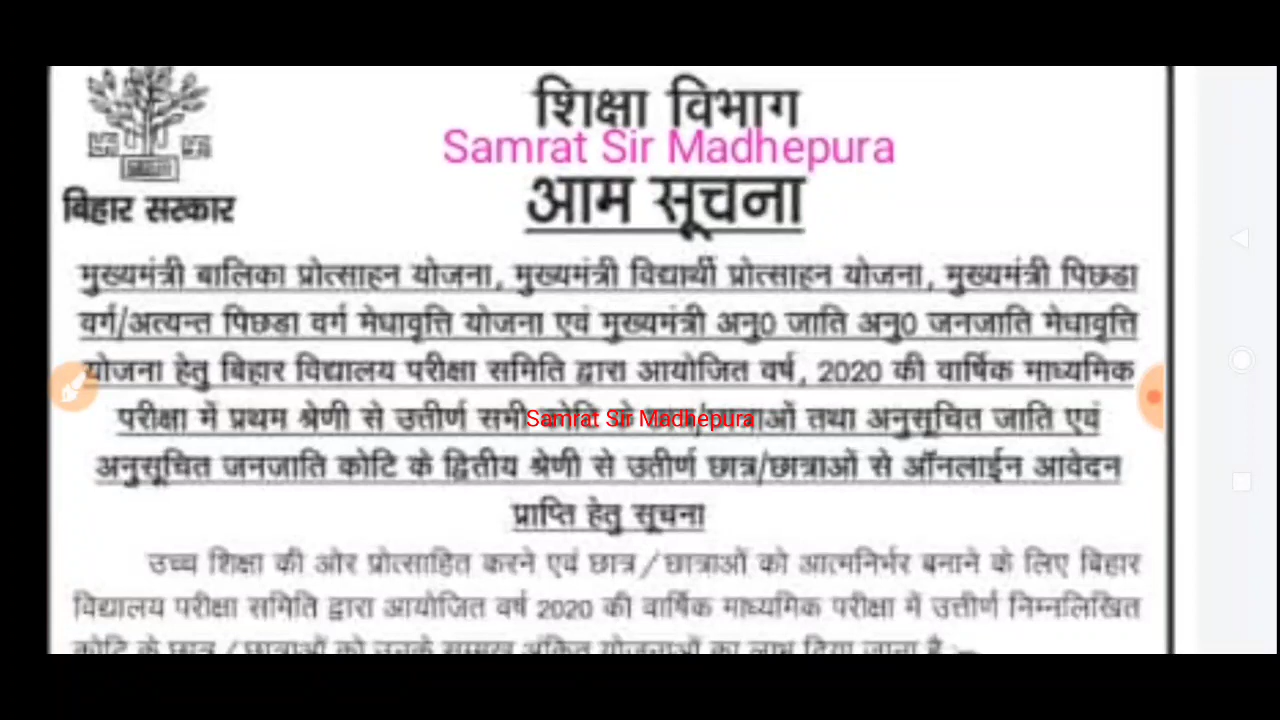 शिक्षा विभाग
Samrat Sir Madhepura
आम सूचना
बिहार सरकार
मुख्यमंत्री बालिका प्रोत्साहन योजना, मुख्यमंत्री विद्यार्थी प्रोत्साहन योजना, मुख्यमंत्री पिछडा
वर्ग/अत्यन्त पिछडा वर्ग मेधावृत्ति योजना एवं मुख्यमंत्री अनु0 जाति अनु0 जनजाति मेधावृत्ति
योजना हेतु बिहार विद्यालय परीक्षा समिति द्वारा आयोजित वर्ष, 2020 की वार्षिक माध्यमिक
परीक्षा में प्रथम श्रेणी से उत्तीर्ण सभी तथा अनुसूचित जाति एवं
Samrat Sir Madhepura
अनुसूचित जनजाति कोटि के द्वितीय श्रेणी से उतीर्ण छात्र/छात्राओं से ऑनलाईन आवेदन
प्राप्ति हेतु सूचना
उच्च शिक्षा की ओर प्रोत्साहित करने एवं छात्र/छात्राओं को आत्मनिर्भर बनाने के लिए बिहार
विद्यालय परीक्षा समिति द्वारा आयोजित वर्ष 2020 की वार्षिक माध्यमिक परीक्षा में उत्तीर्ण निम्नलिखित
कोटि के छात्र/छात्राओं को उनके सम्मुख अंकित योजनाओं का लाभ दिया जाना है:-